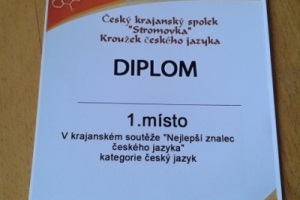 Český krajanský spolek
"Stromovka"
Kroužek českého jazyka
DIPLOM
1.místo
V krajanském soutěže "Nejlepší znalec
českého jazyka"
kategorie český jazyk